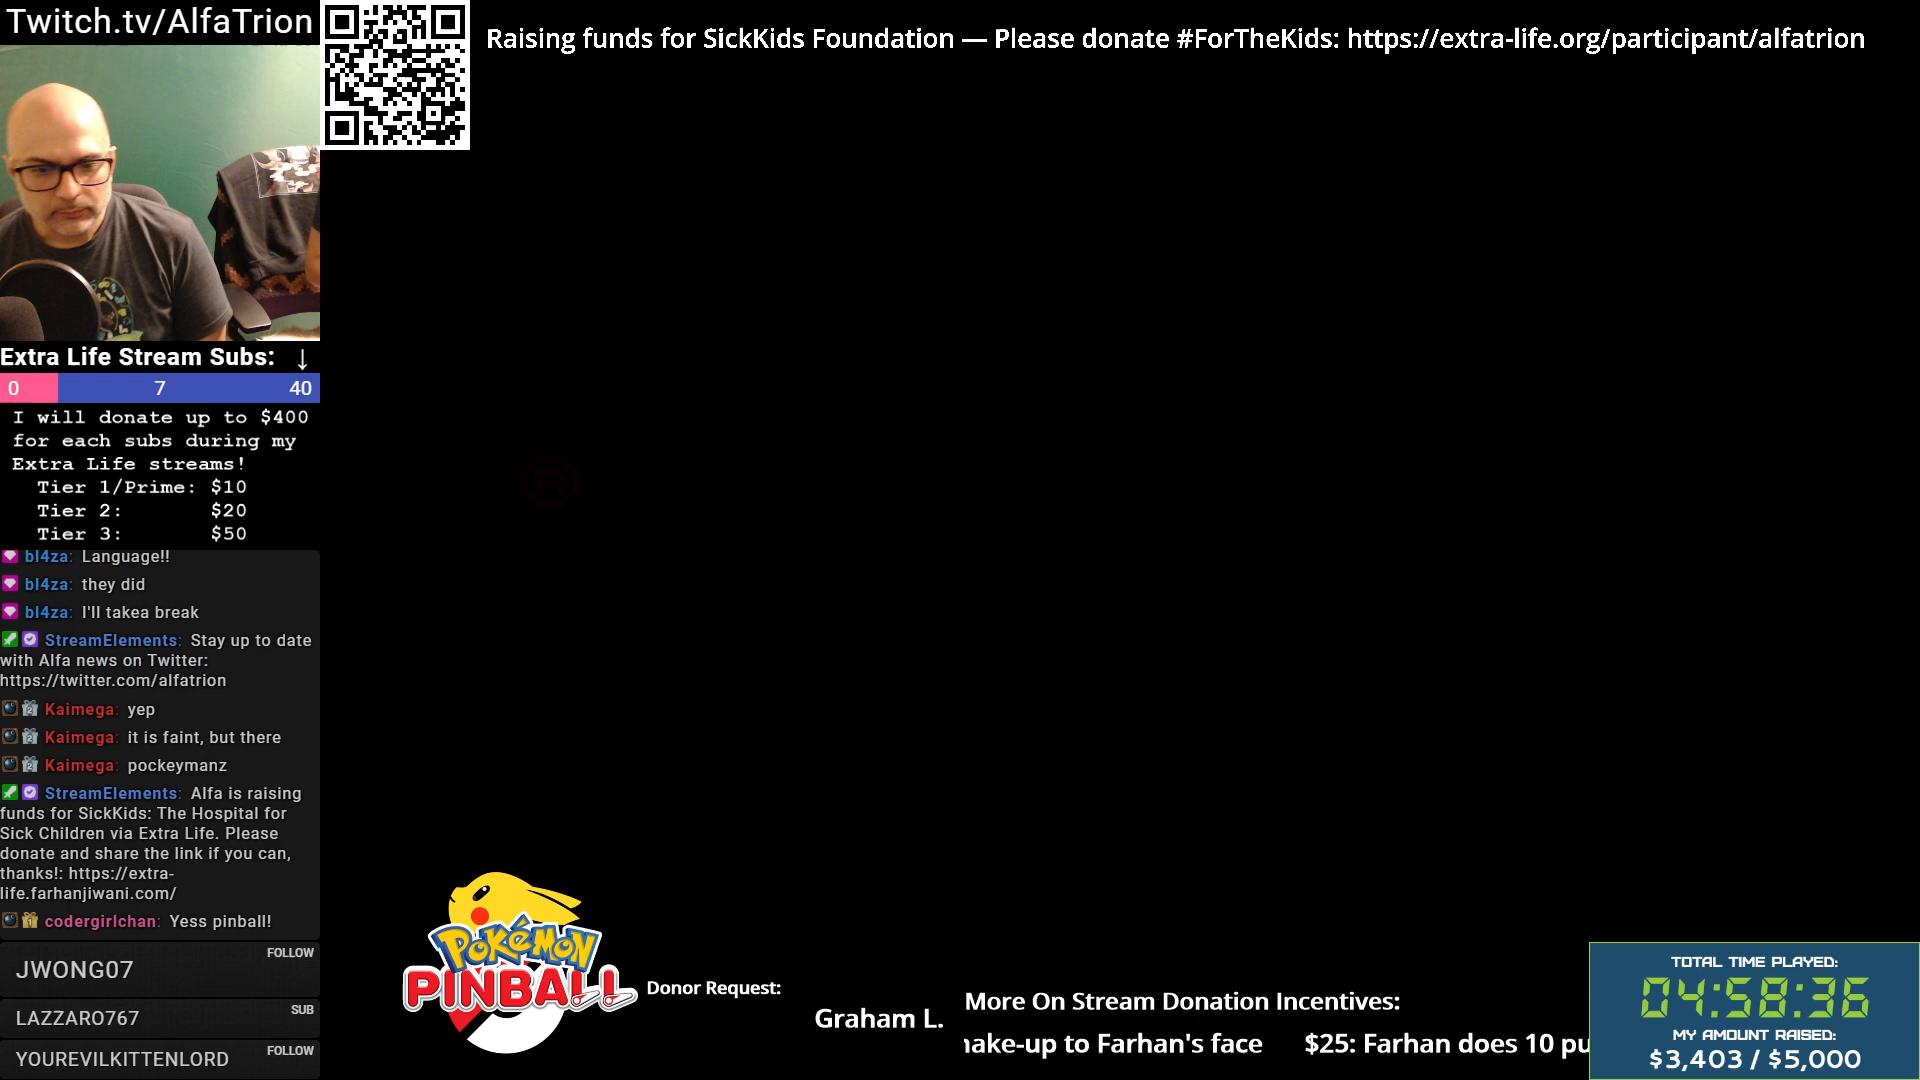 Twitch.tv/AlfaTrion
Raising funds for SickKids Foundation — Please donate #ForTheKids: https://extra-life.org/participant/alfatrion
Extra Life Stream Subs: ↓
0 7 40
I will donate up to $400
for each subs during my
Extra Life streams!
Tier 1/Prime: $10
Tier 2: $20
Tier 3: $50
bl4za: Language!!
bl4za: they did
bl4za: I'll takea break
StreamElements: Stay up to date
with Alfa news on Twitter:
https://twitter.com/alfatrion
Kaimega: yep
Kaimega: it is faint, but there
Kaimega: pockeymanz
StreamElements: Alfa is raising
funds for SickKids: The Hospital for
Sick Children via Extra Life. Please
donate and share the link if you can,
thanks!: https://extra-
life.farhanjiwani.com/
codergirlchan: Yess pinball!
JWONG07 FOLLOW
LAZZARO767 SUB
YOUREVILKITTENLORD FOLLOW
®
POKéMON
PINBALL
Donor Request:
Graham L.
More On Stream Donation Incentives:
make-up to Farhan's face $25: Farhan does 10 pu
TOTAL TIME PLAYED:
04:58:36
MY AMOUNT RAISED:
$3,403 / $5,000